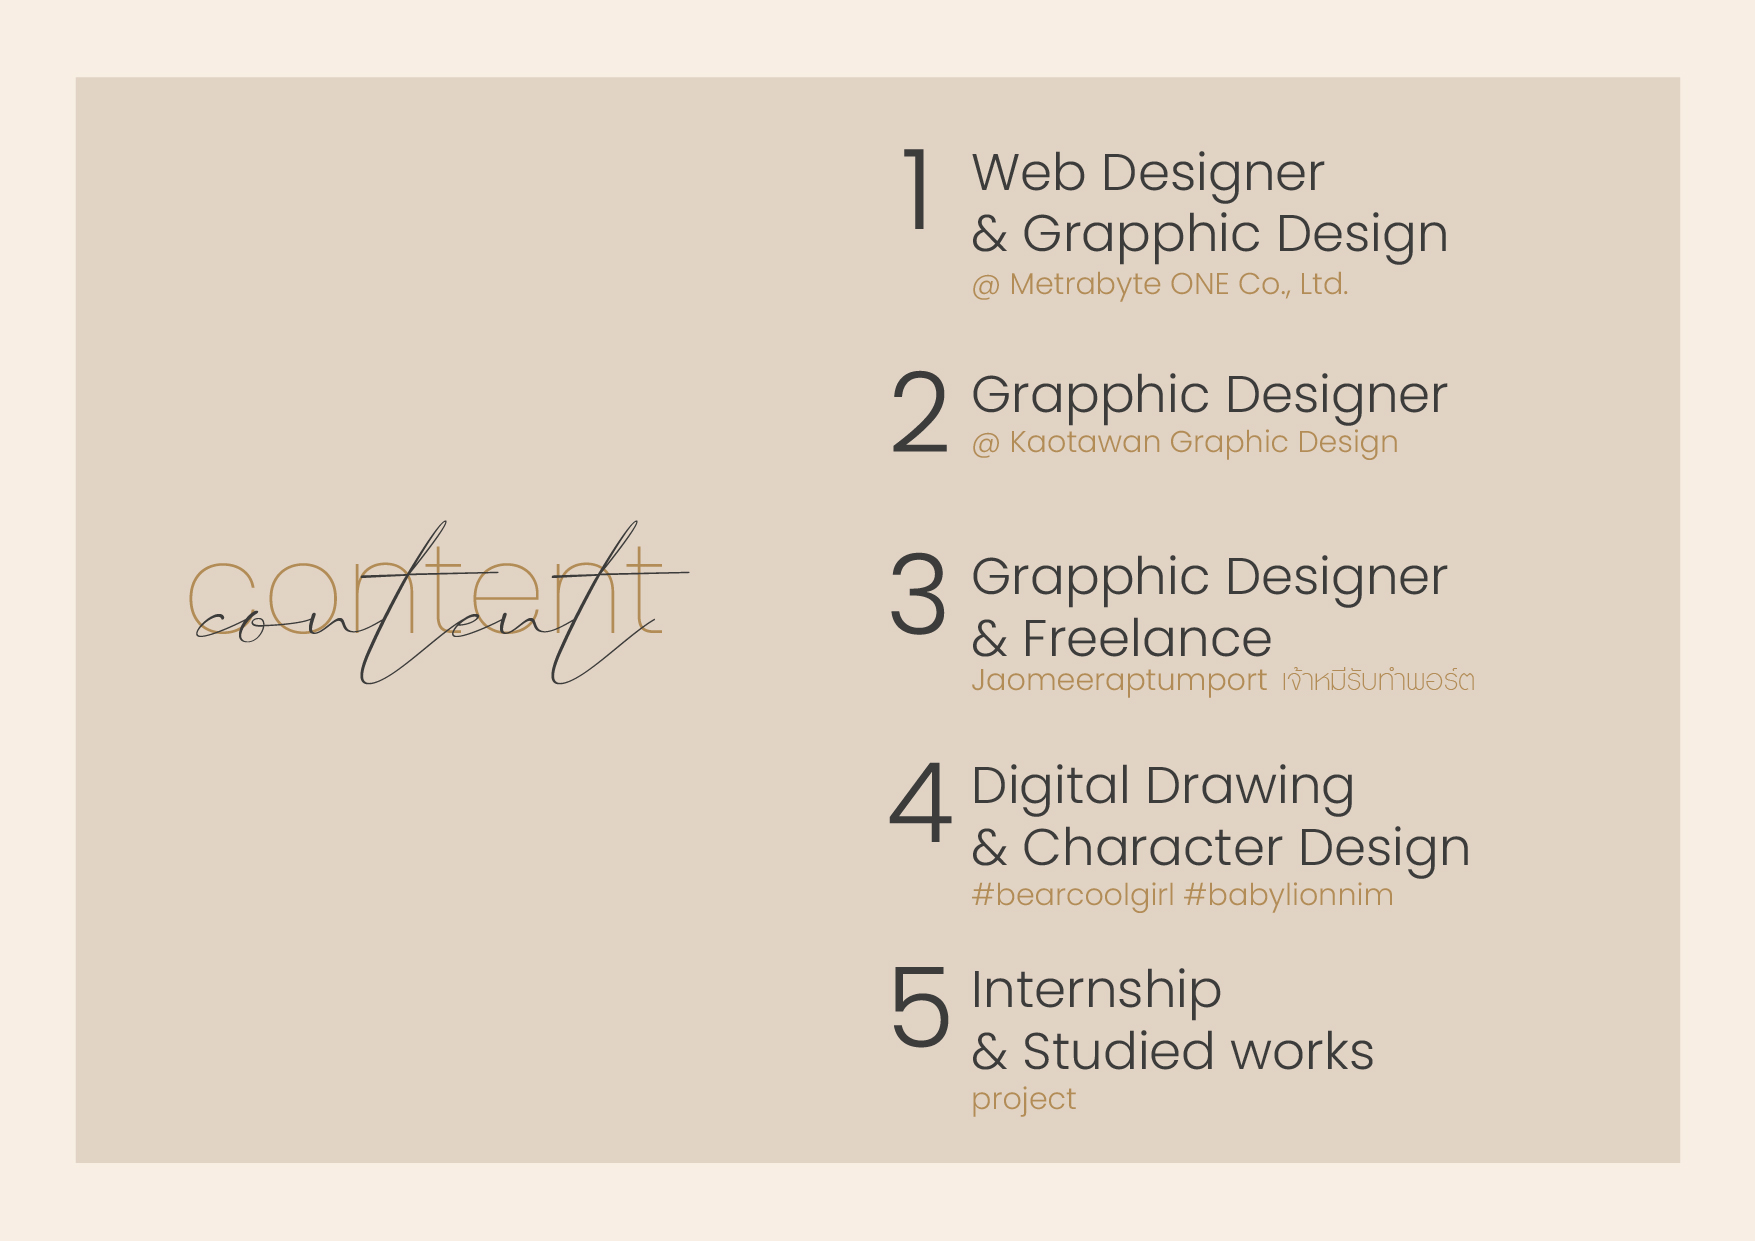 content
content
1
Web Designer
& Grapphic Design
@ Metrabyte ONE Co., Ltd.
2
Grapphic Designer
@ Kaotawan Graphic Design
3
Grapphic Designer
& Freelance
Jaomeeraptumport เจ้าหมีรับทำพอร์ต
4
Digital Drawing
& Character Design
#bearcoolgirl #babylionnim
5
Internship
& Studied works
project